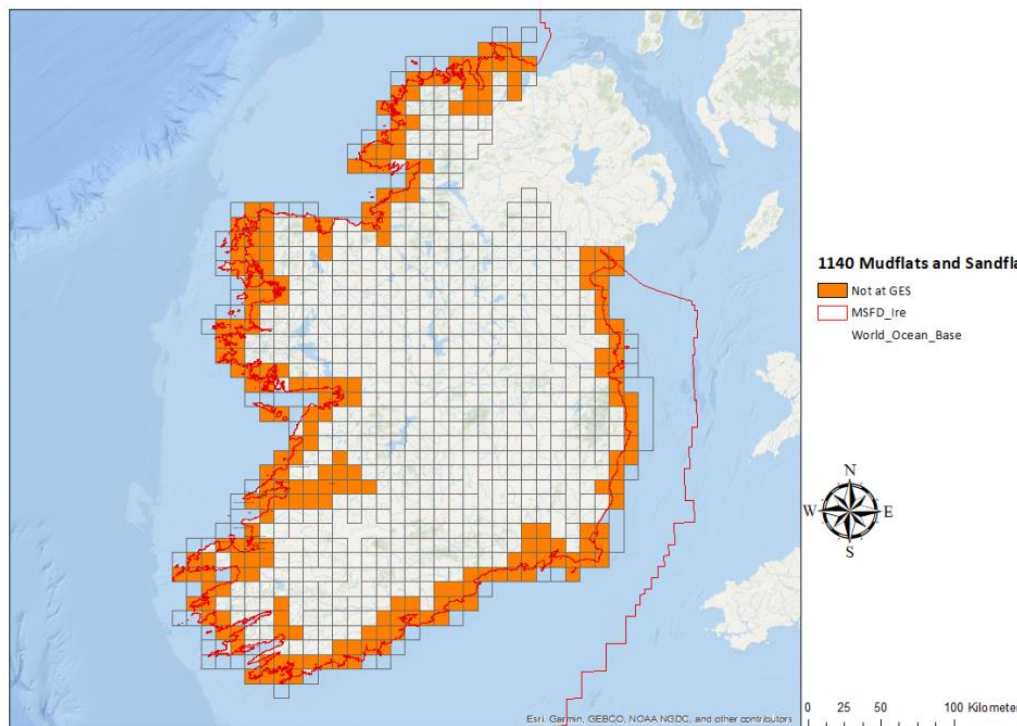 1140 Mudflats and Sandfla
Not at GES
MSFD_Ire
World_Ocean_Base
N
W E
S
Esri, Garmin, GEBCO, NOAA NGDC, and other contributors
0 25 50 100 Kilomete